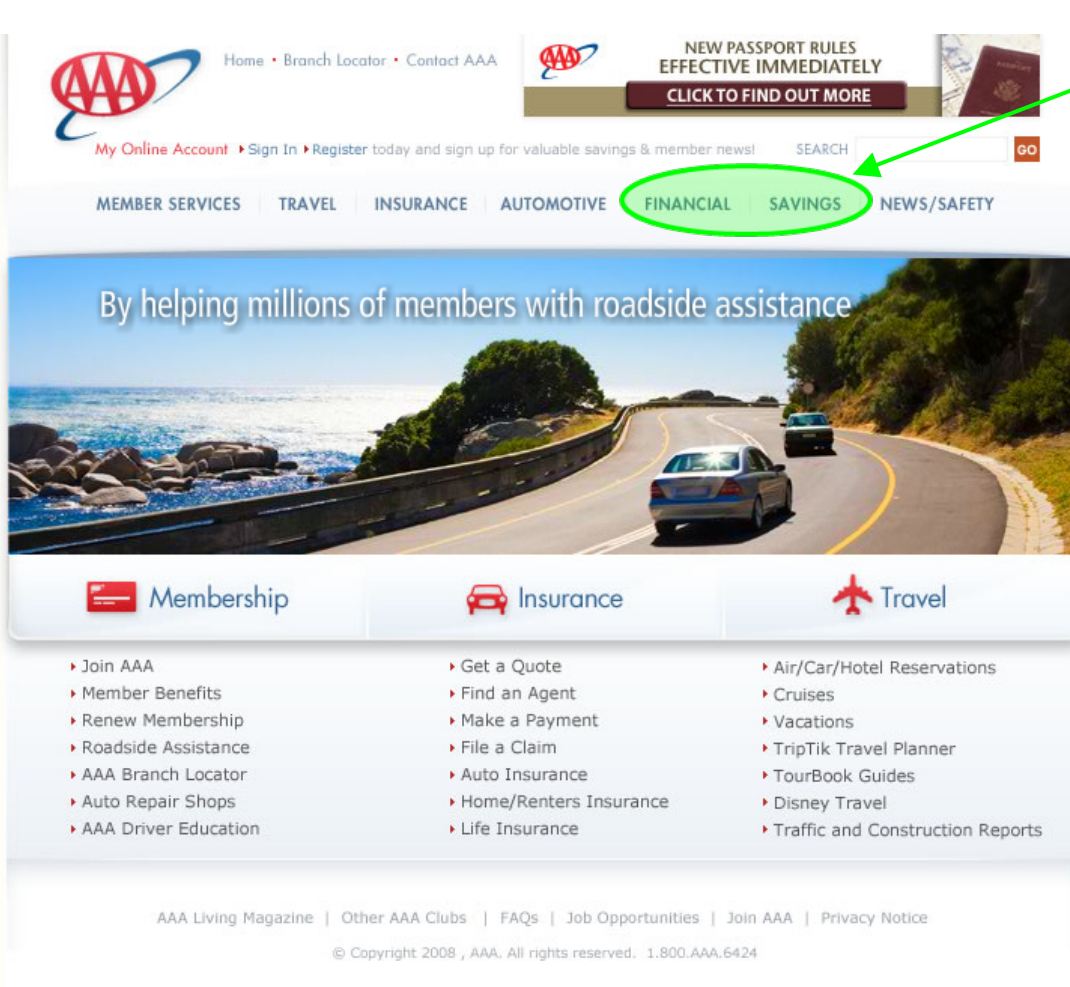 AAA
Home • Branch Locator • Contact AAA
AAA
NEW PASSPORT RULES
EFFECTIVE IMMEDIATELY
CLICK TO FIND OUT MORE
PASSPORT
My Online Account Sign In Register today and sign up for valuable savings & member news!
SEARCH
GO
MEMBER SERVICES TRAVEL INSURANCE AUTOMOTIVE FINANCIAL SAVINGS NEWS/SAFETY
By helping millions of members with roadside assistance
Membership
Insurance
Travel
Join AAA
Member Benefits
Renew Membership
Roadside Assistance
AAA Branch Locator
Auto Repair Shops
AAA Driver Education
Get a Quote
Find an Agent
Make a Payment
File a Claim
Auto Insurance
Home/Renters Insurance
Life Insurance
Air/Car/Hotel Reservations
Cruises
Vacations
TripTik Travel Planner
TourBook Guides
Disney Travel
Traffic and Construction Reports
AAA Living Magazine | Other AAA Clubs | FAQs | Job Opportunities | Join AAA | Privacy Notice
© Copyright 2008 , AAA. All rights reserved. 1.800.AAA.6424